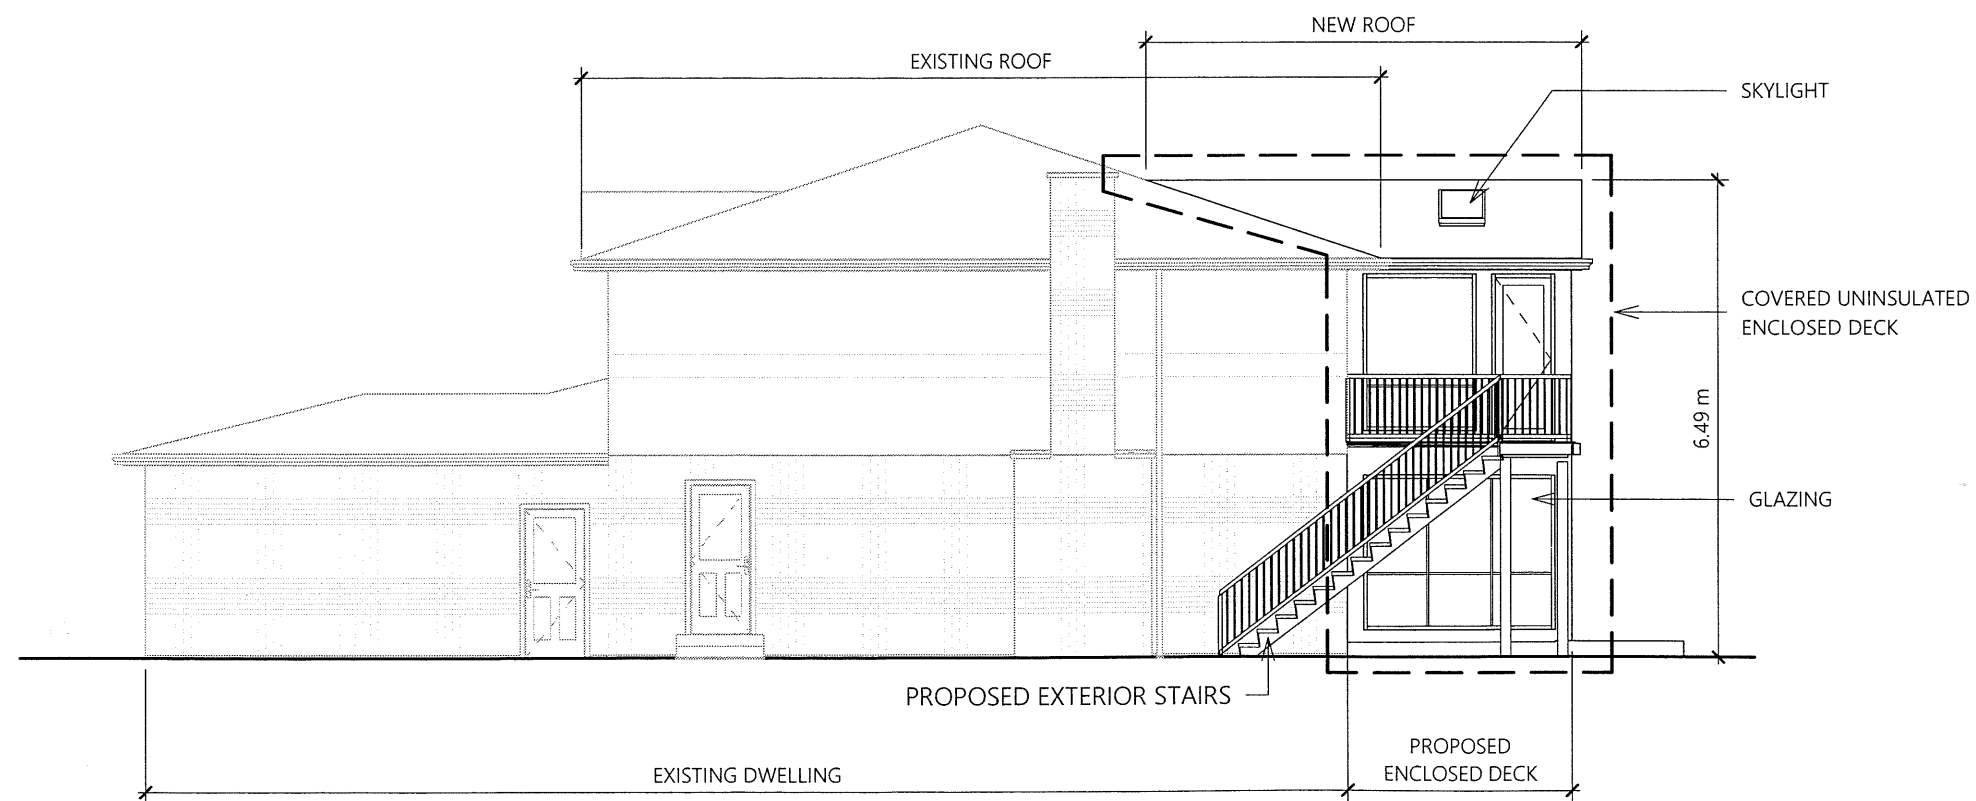 NEW ROOF
EXISTING ROOF
SKYLIGHT
COVERED UNINSULATED
ENCLOSED DECK
6.49 m
GLAZING
PROPOSED EXTERIOR STAIRS
PROPOSED
ENCLOSED DECK
EXISTING DWELLING